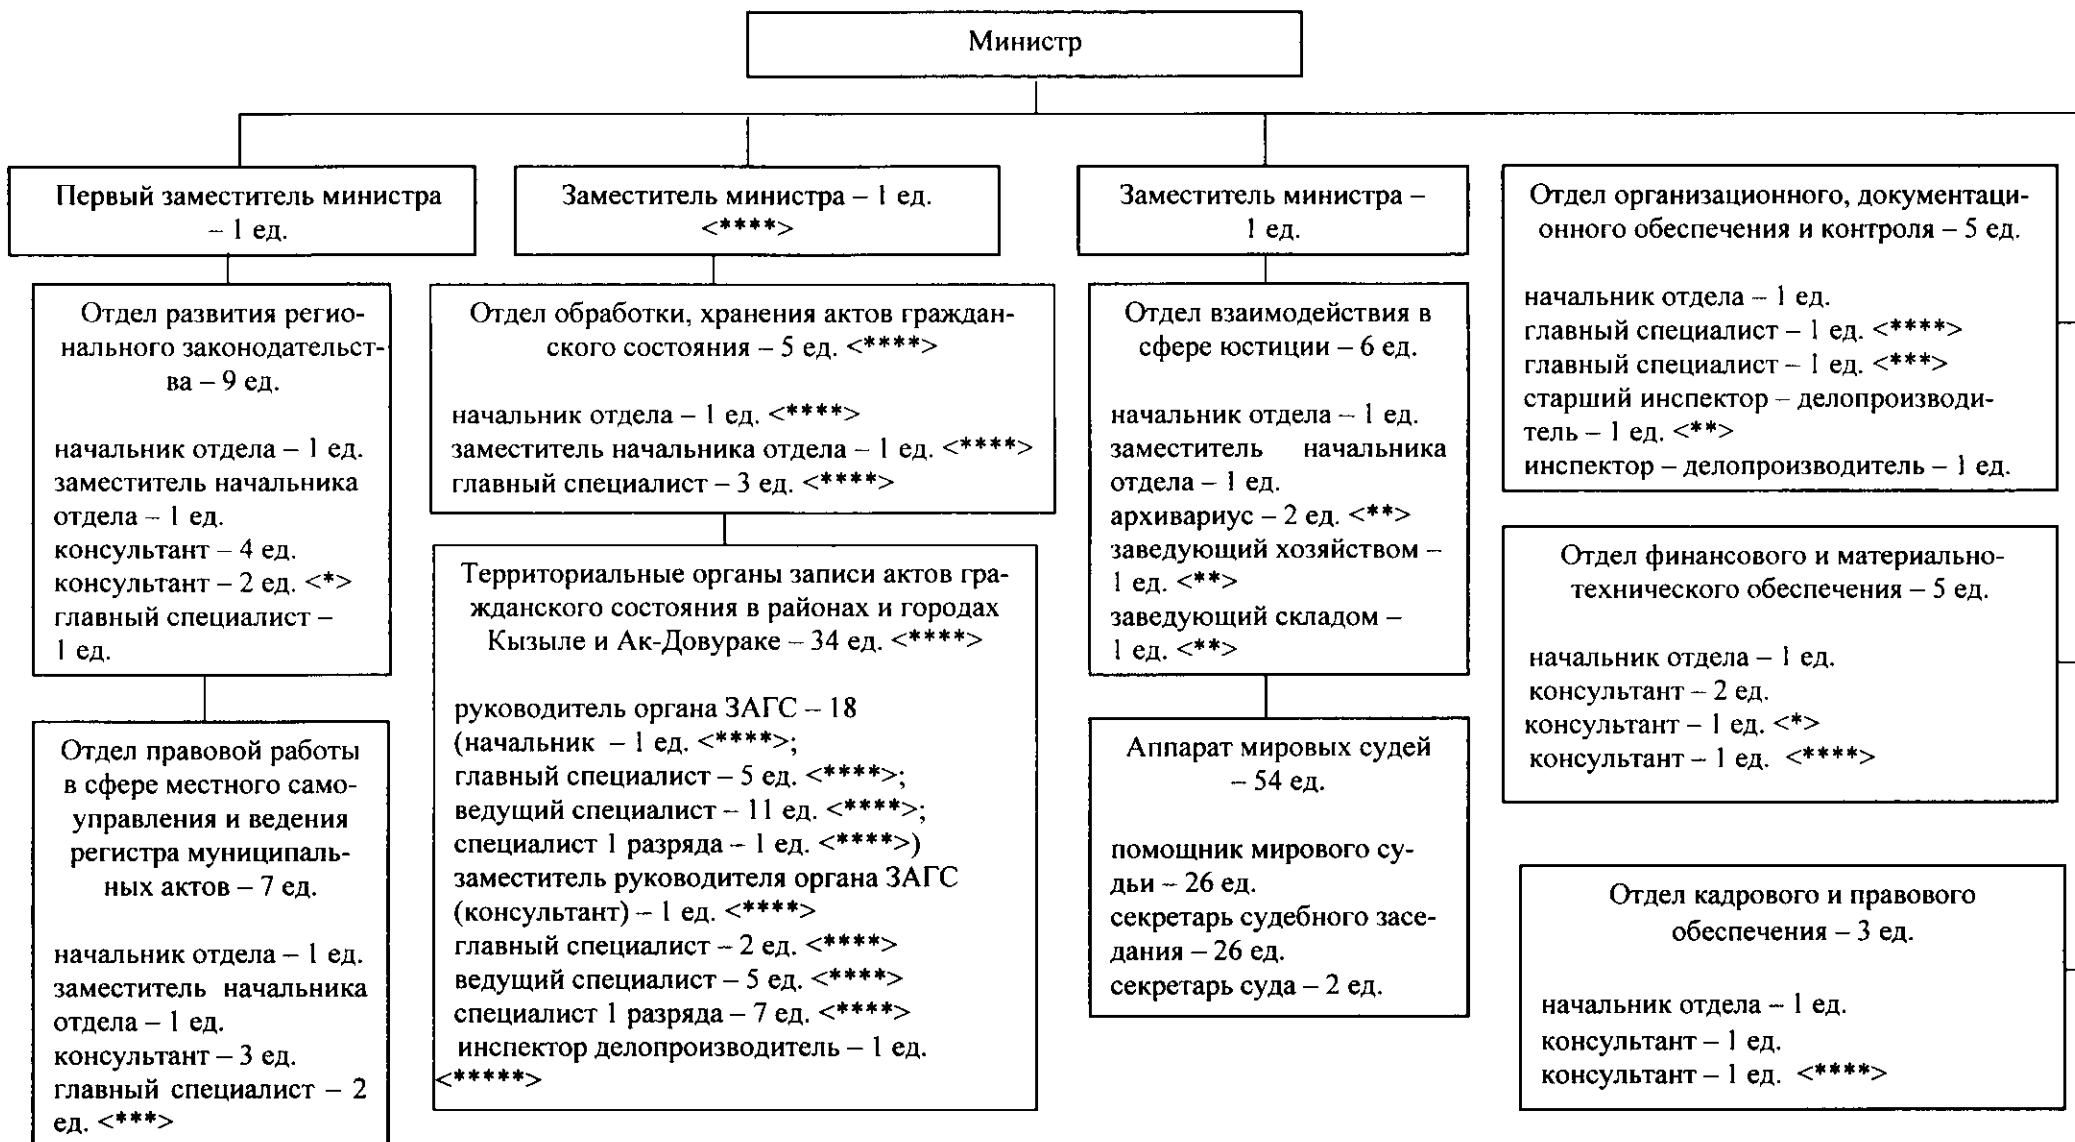 Министр
Первый заместитель министра
– 1 ед.
Заместитель министра – 1 ед.
<****>
Заместитель министра –
1 ед.
Отдел развития регио-
нального законодательст-
ва – 9 ед.
начальник отдела – 1 ед.
заместитель начальника
отдела – 1 ед.
консультант – 4 ед.
консультант – 2 ед. <*>
главный специалист –
1 ед.
Отдел правовой работы
в сфере местного само-
управления и ведения
регистра муниципаль-
ных актов – 7 ед.
начальник отдела – 1 ед.
заместитель начальника
отдела – 1 ед.
консультант – 3 ед.
главный специалист – 2
ед. <***>
Отдел обработки, хранения актов граждан-
ского состояния – 5 ед. <****>
начальник отдела – 1 ед. <****>
заместитель начальника отдела – 1 ед. <****>
главный специалист – 3 ед. <****>
Территориальные органы записи актов гра-
жданского состояния в районах и городах
Кызыле и Ак-Довураке – 34 ед. <****>
руководитель органа ЗАГС – 18
(начальник – 1 ед. <****>;
главный специалист – 5 ед. <****>;
ведущий специалист – 11 ед. <****>;
специалист 1 разряда – 1 ед. <****>)
заместитель руководителя органа ЗАГС
(консультант) – 1 ед. <****>
главный специалист – 2 ед. <****>
ведущий специалист – 5 ед. <****>
специалист 1 разряда – 7 ед. <****>
инспектор делопроизводитель – 1 ед.
<*****>
Отдел взаимодействия в
сфере юстиции – 6 ед.
начальник отдела – 1 ед.
заместитель начальника
отдела – 1 ед.
архивариус – 2 ед. <**>
заведующий хозяйством –
1 ед. <**>
заведующий складом –
1 ед. <**>
Аппарат мировых судей
– 54 ед.
помощник мирового су-
дьи – 26 ед.
секретарь судебного засе-
дания – 26 ед.
секретарь суда – 2 ед.
Отдел организационного, документаци-
онного обеспечения и контроля – 5 ед.
начальник отдела – 1 ед.
главный специалист – 1 ед. <****>
главный специалист – 1 ед. <***>
старший инспектор – делопроизводи-
тель – 1 ед. <**>
инспектор – делопроизводитель – 1 ед.
Отдел финансового и материально-
технического обеспечения – 5 ед.
начальник отдела – 1 ед.
консультант – 2 ед.
консультант – 1 ед. <*>
консультант – 1 ед. <****>
Отдел кадрового и правового
обеспечения – 3 ед.
начальник отдела – 1 ед.
консультант – 1 ед.
консультант – 1 ед. <****>